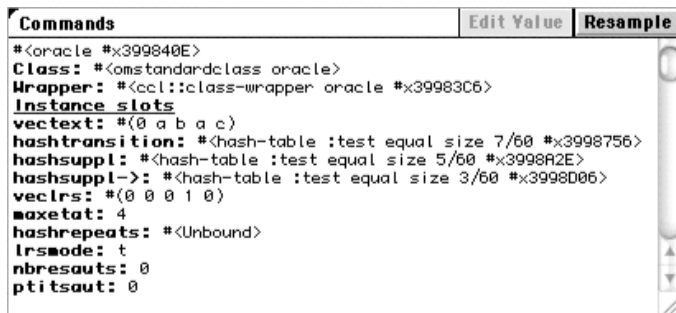 Commands
Edit Value
Resample
#<oracle #x399840E>
Class: #<omstandardclass oracle>
Wrapper: #<ccl::class-wrapper oracle #x39983C6>
Instance slots
vectext: #(0 a b a c)
hashtransition: #<hash-table :test equal size 7/60 #x3998756>
hashsuppl: #<hash-table :test equal size 5/60 #x3998A2E>
hashsuppl->: #<hash-table :test equal size 3/60 #x3998D06>
veclrs: #(0 0 0 1 0)
maxetat: 4
hashrepeats: #<Unbound>
lrsmode: t
nbresauts: 0
ptitsaut: 0